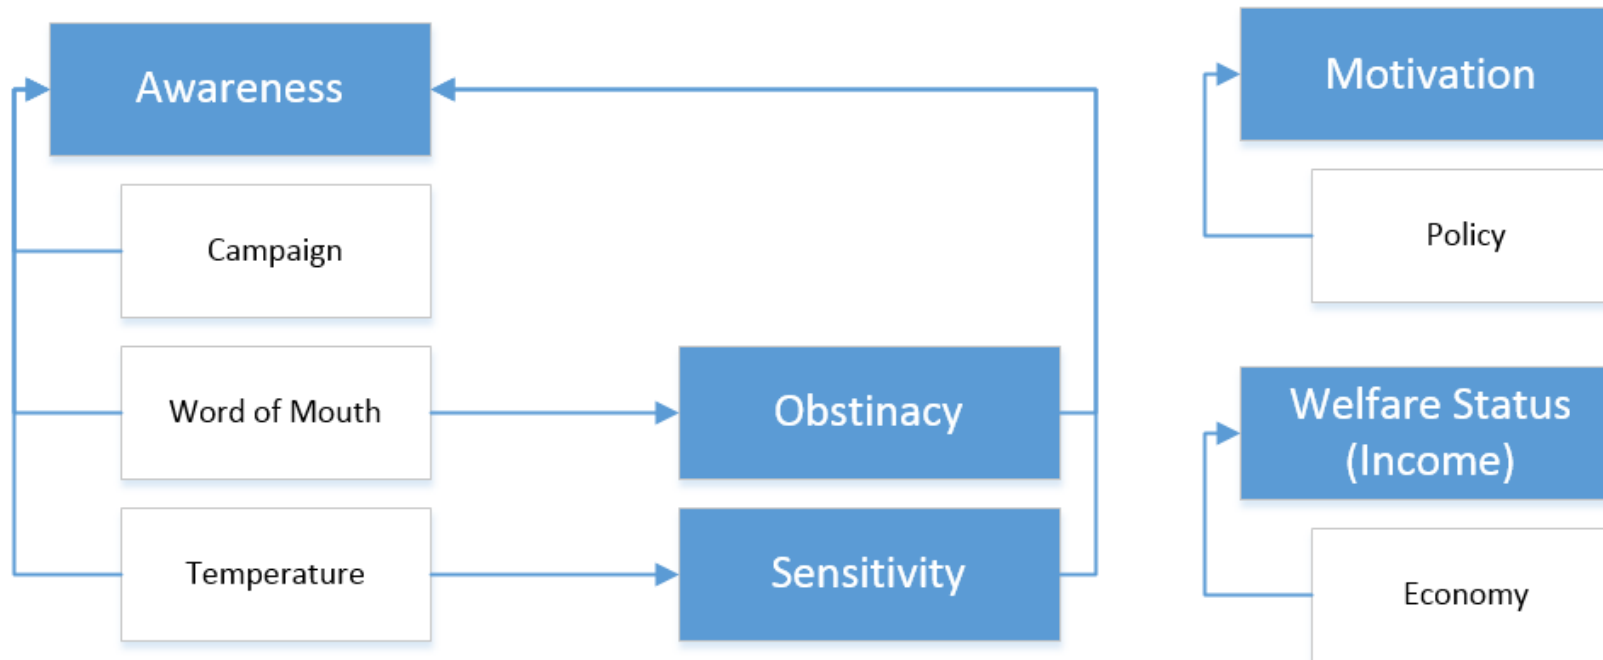 Awareness
Campaign
Word of Mouth
Temperature
Obstinacy
Sensitivity
Motivation
Policy
Welfare Status
(Income)
Economy